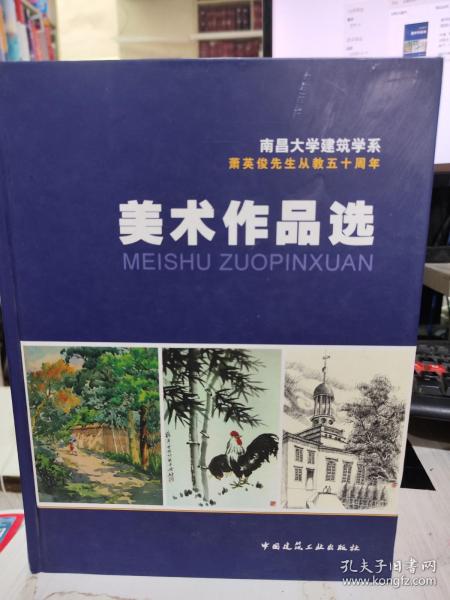 南昌大学建筑学系
萧英俊先生从教五十周年
美术作品选
MEISHU ZUOPINXUAN
中国建筑工业出版社
孔夫子旧书网
kongfz.com